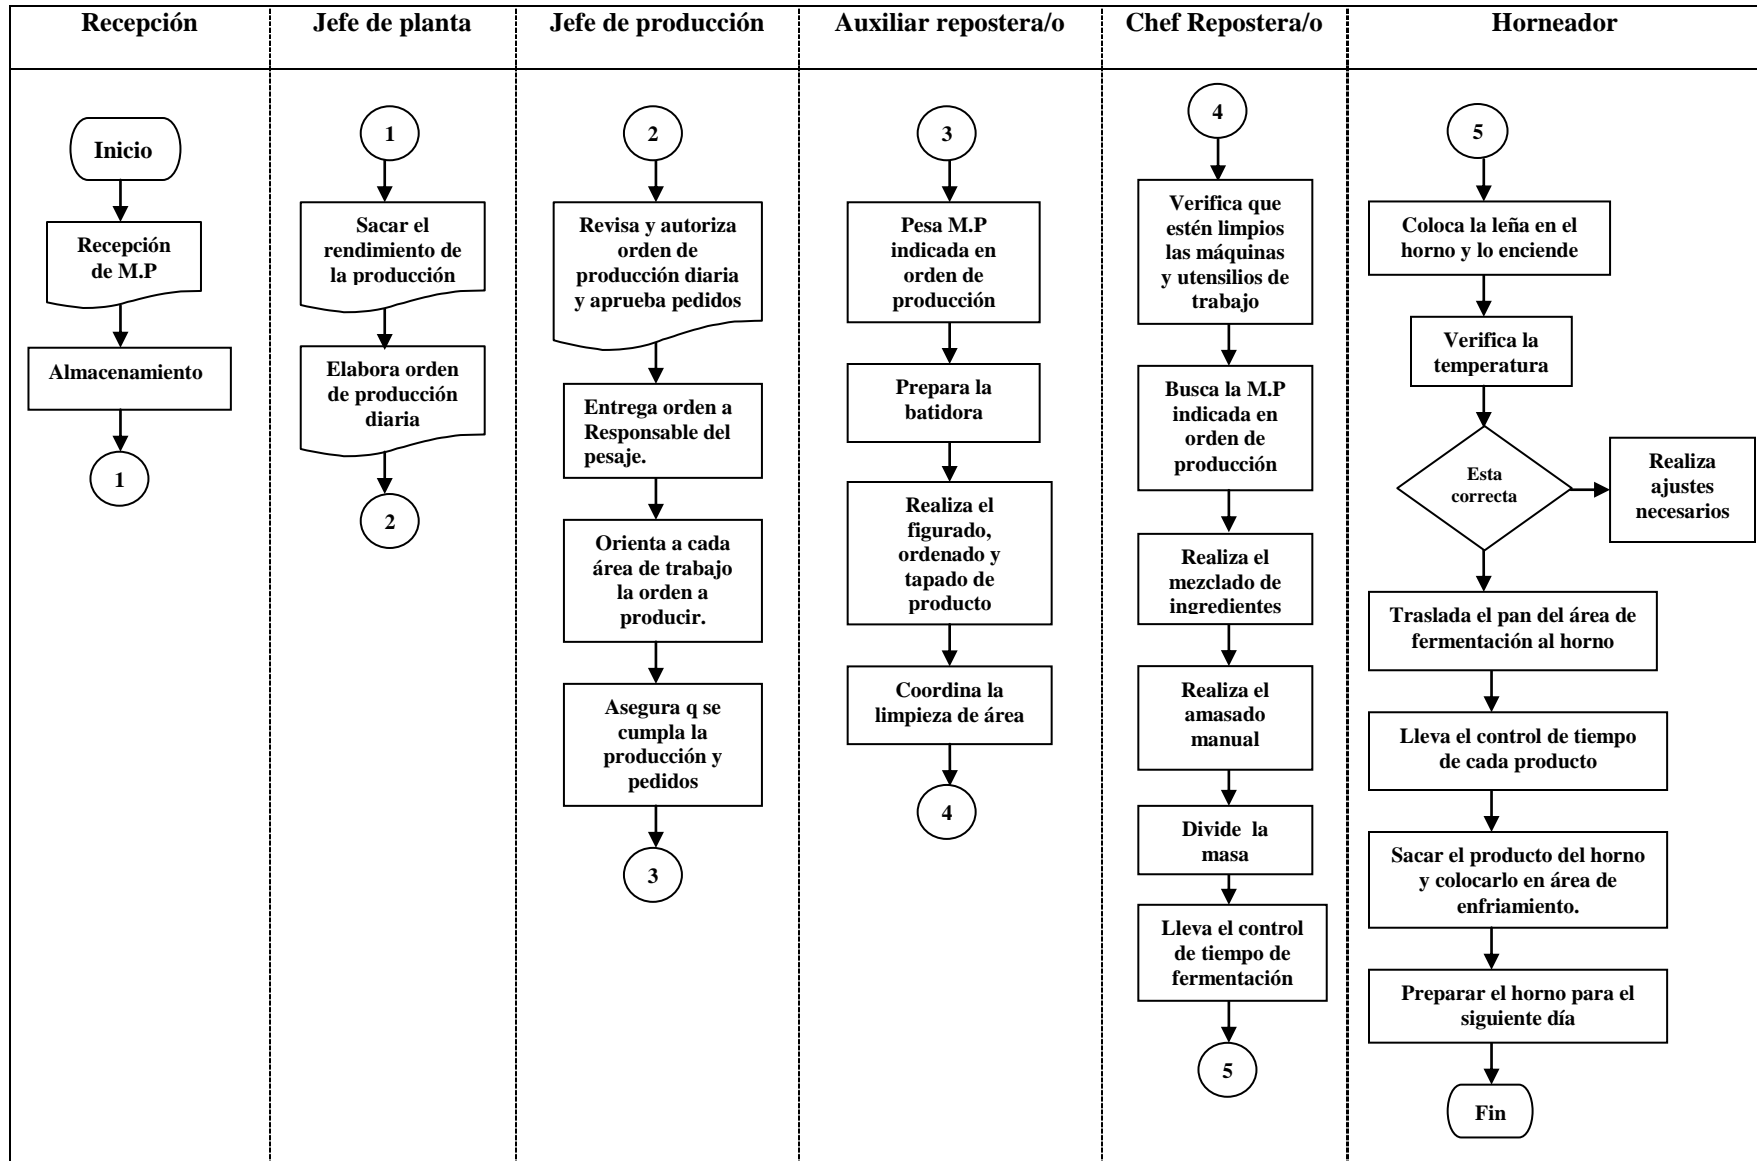 Recepción
Jefe de planta
Jefe de producción
Auxiliar repostera/o
Chef Repostera/o
Horneador
Inicio
Recepción
de M.P
Almacenamiento
1
1
Sacar el
rendimiento de
la producción
Elabora orden
de producción
diaria
2
2
Revisa y autoriza
orden de
producción diaria
y aprueba pedidos
Entrega orden a
Responsable del
pesaje.
Orienta a cada
área de trabajo
la orden a
producir.
Asegura q se
cumpla la
producción y
pedidos
3
3
Pesa M.P
indicada en
orden de
producción
Prepara la
batidora
Realiza el
figurado,
ordenado y
tapado de
producto
Coordina la
limpieza de área
4
4
Verifica que
estén limpios
las máquinas
y utensilios de
trabajo
Busca la M.P
indicada en
orden de
producción
Realiza el
mezclado de
ingredientes
Realiza el
amasado
manual
Divide la
masa
Lleva el control
de tiempo de
fermentación
5
5
Coloca la leña en el
horno y lo enciende
Verifica la
temperatura
Esta
correcta
Realiza
ajustes
necesarios
Traslada el pan del área de
fermentación al horno
Lleva el control de tiempo
de cada producto
Sacar el producto del horno
y colocarlo en área de
enfriamiento.
Preparar el horno para el
siguiente día
Fin